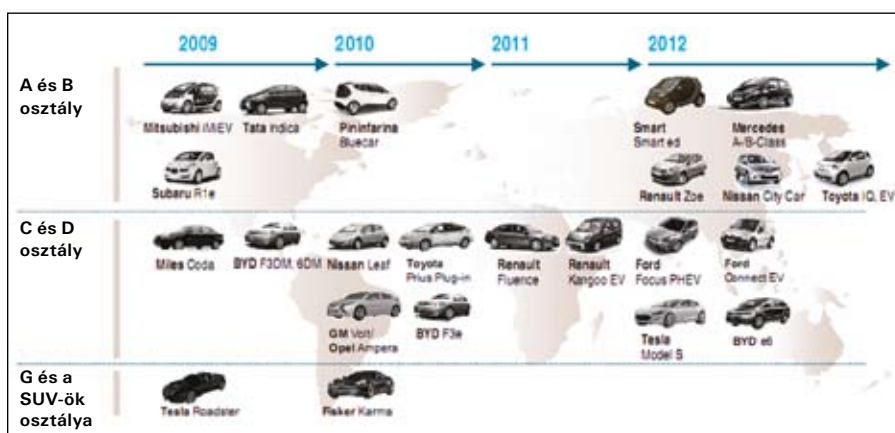 2009 2010 2011 2012
A és B
osztály
Mitsubishi iMiEV Tata Indica Pininfarina
Bluecar
Smart
Smart ed
Mercedes
A-/B-Class
Subaru R1e
Renault Zoe Nissan City Car Toyota IQ, EV
C és D
osztály
Miles Coda BYD F3DM, 6DM Nissan Leaf Toyota
Prius Plug-in
Renault
Fluence
Renault
Kangoo EV
Ford
Focus PHEV
Ford
Connect EV
GM Volt/
Opel Ampera
BYD F3e
Tesla
Model S
BYD e6
G és a
SUV-ök
osztálya
Tesla Roadster Fisker Karma